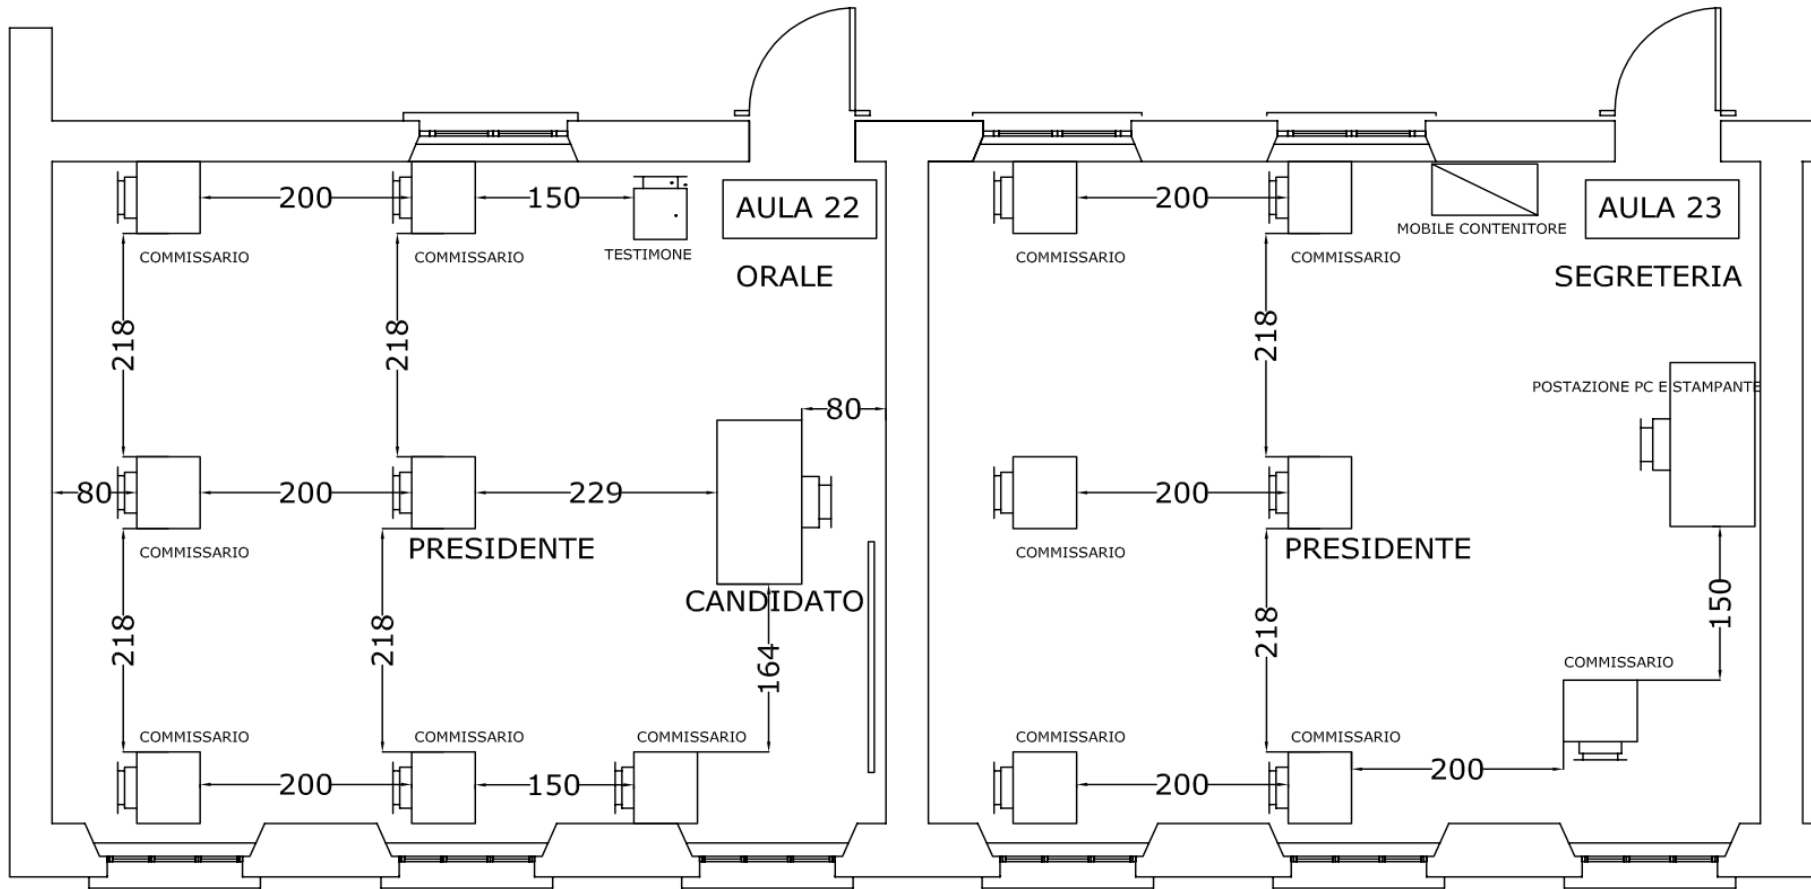 200
150
AULA 22
200
AULA 23
MOBILE CONTENITORE
COMMISSARIO
COMMISSARIO
TESTIMONE
COMMISSARIO
COMMISSARIO
ORALE
SEGRETERIA
218
218
218
POSTAZIONE PC E STAMPANTE
80
80
200
229
200
COMMISSARIO
PRESIDENTE
COMMISSARIO
PRESIDENTE
CANDIDATO
150
218
218
164
218
COMMISSARIO
COMMISSARIO
COMMISSARIO
COMMISSARIO
COMMISSARIO
COMMISSARIO
200
150
200
200